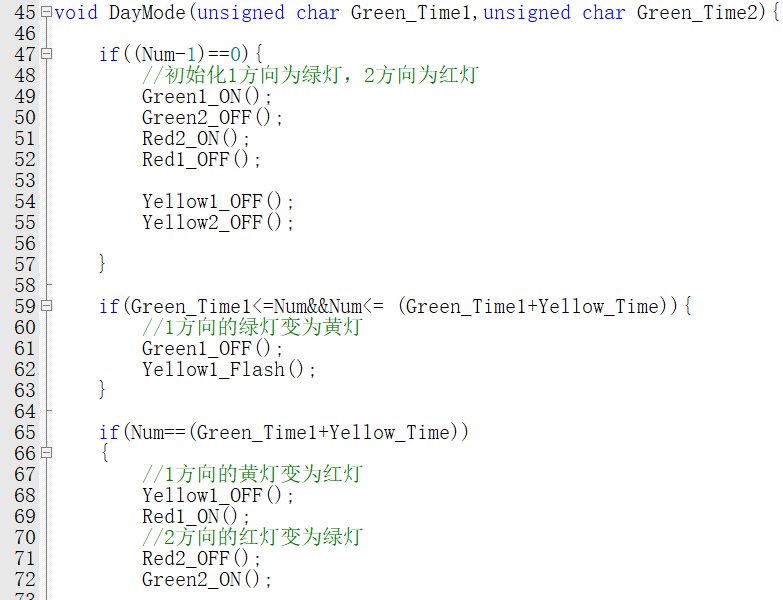 45 void DayMode(unsigned char Green_Time1,unsigned char Green_Time2){
46
47 if((Num-1)==0){
48 //初始化1方向为绿灯，2方向为红灯
49 Green1_ON();
50 Green2_OFF();
51 Red2_ON();
52 Red1_OFF();
53
54 Yellow1_OFF();
55 Yellow2_OFF();
56
57 }
58
59 if(Green_Time1<=Num&&Num<= (Green_Time1+Yellow_Time)){
60 //1方向的绿灯变为黄灯
61 Green1_OFF();
62 Yellow1_Flash();
63 }
64
65 if(Num==(Green_Time1+Yellow_Time))
66 {
67 //1方向的黄灯变为红灯
68 Yellow1_OFF();
69 Red1_ON();
70 //2方向的红灯变为绿灯
71 Red2_OFF();
72 Green2_ON();
73